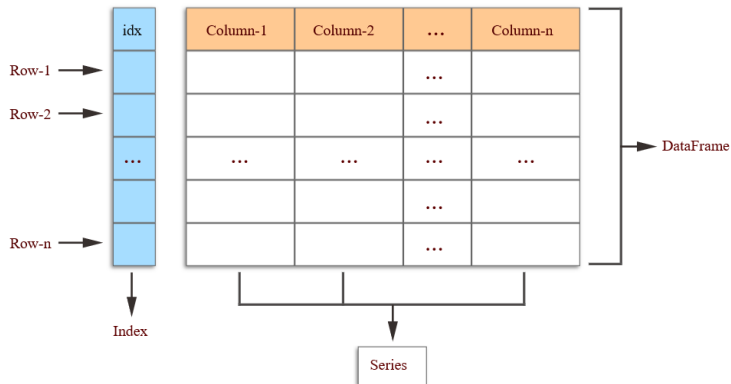 idx Column-1 Column-2 ... Column-n
Row-1 ...
Row-2 ...
... ... ... ... ...
DataFrame
...
Row-n ...
Index
Series